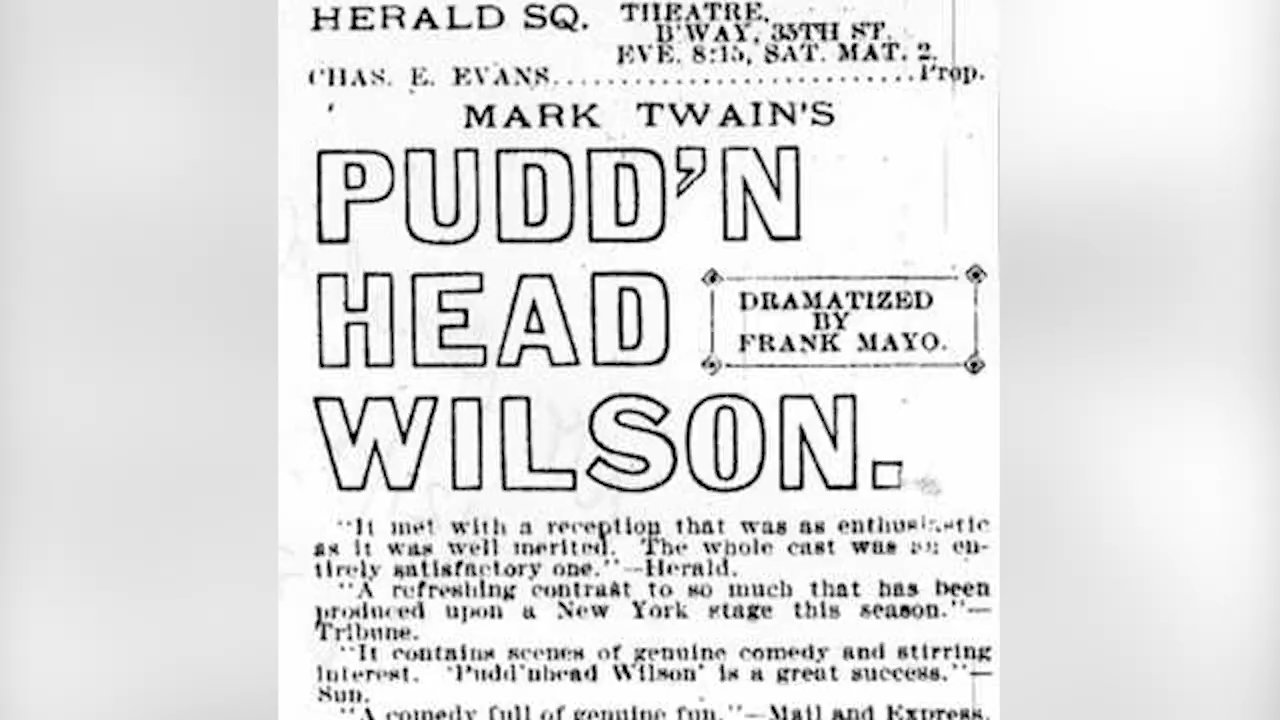 HERALD SQ. THEATRE,
B'WAY, 35TH ST.
EVE. 8:15, SAT. MAT. 2.
CHAS. E. EVANS..............................Prop.
MARK TWAIN'S
PUDD'N
HEAD
DRAMATIZED
BY
FRANK MAYO.
WILSON.
"It met with a reception that was as enthusiastic
as it was well merited. The whole cast was an en-
tirely satisfactory one."—Herald.
"A refreshing contrast to so much that has been
produced upon a New York stage this season."—
Tribune.
"It contains scenes of genuine comedy and stirring
interest. 'Pudd'nhead Wilson' is a great success."—
Sun.
"A comedy full of genuine fun."—Mail and Express.